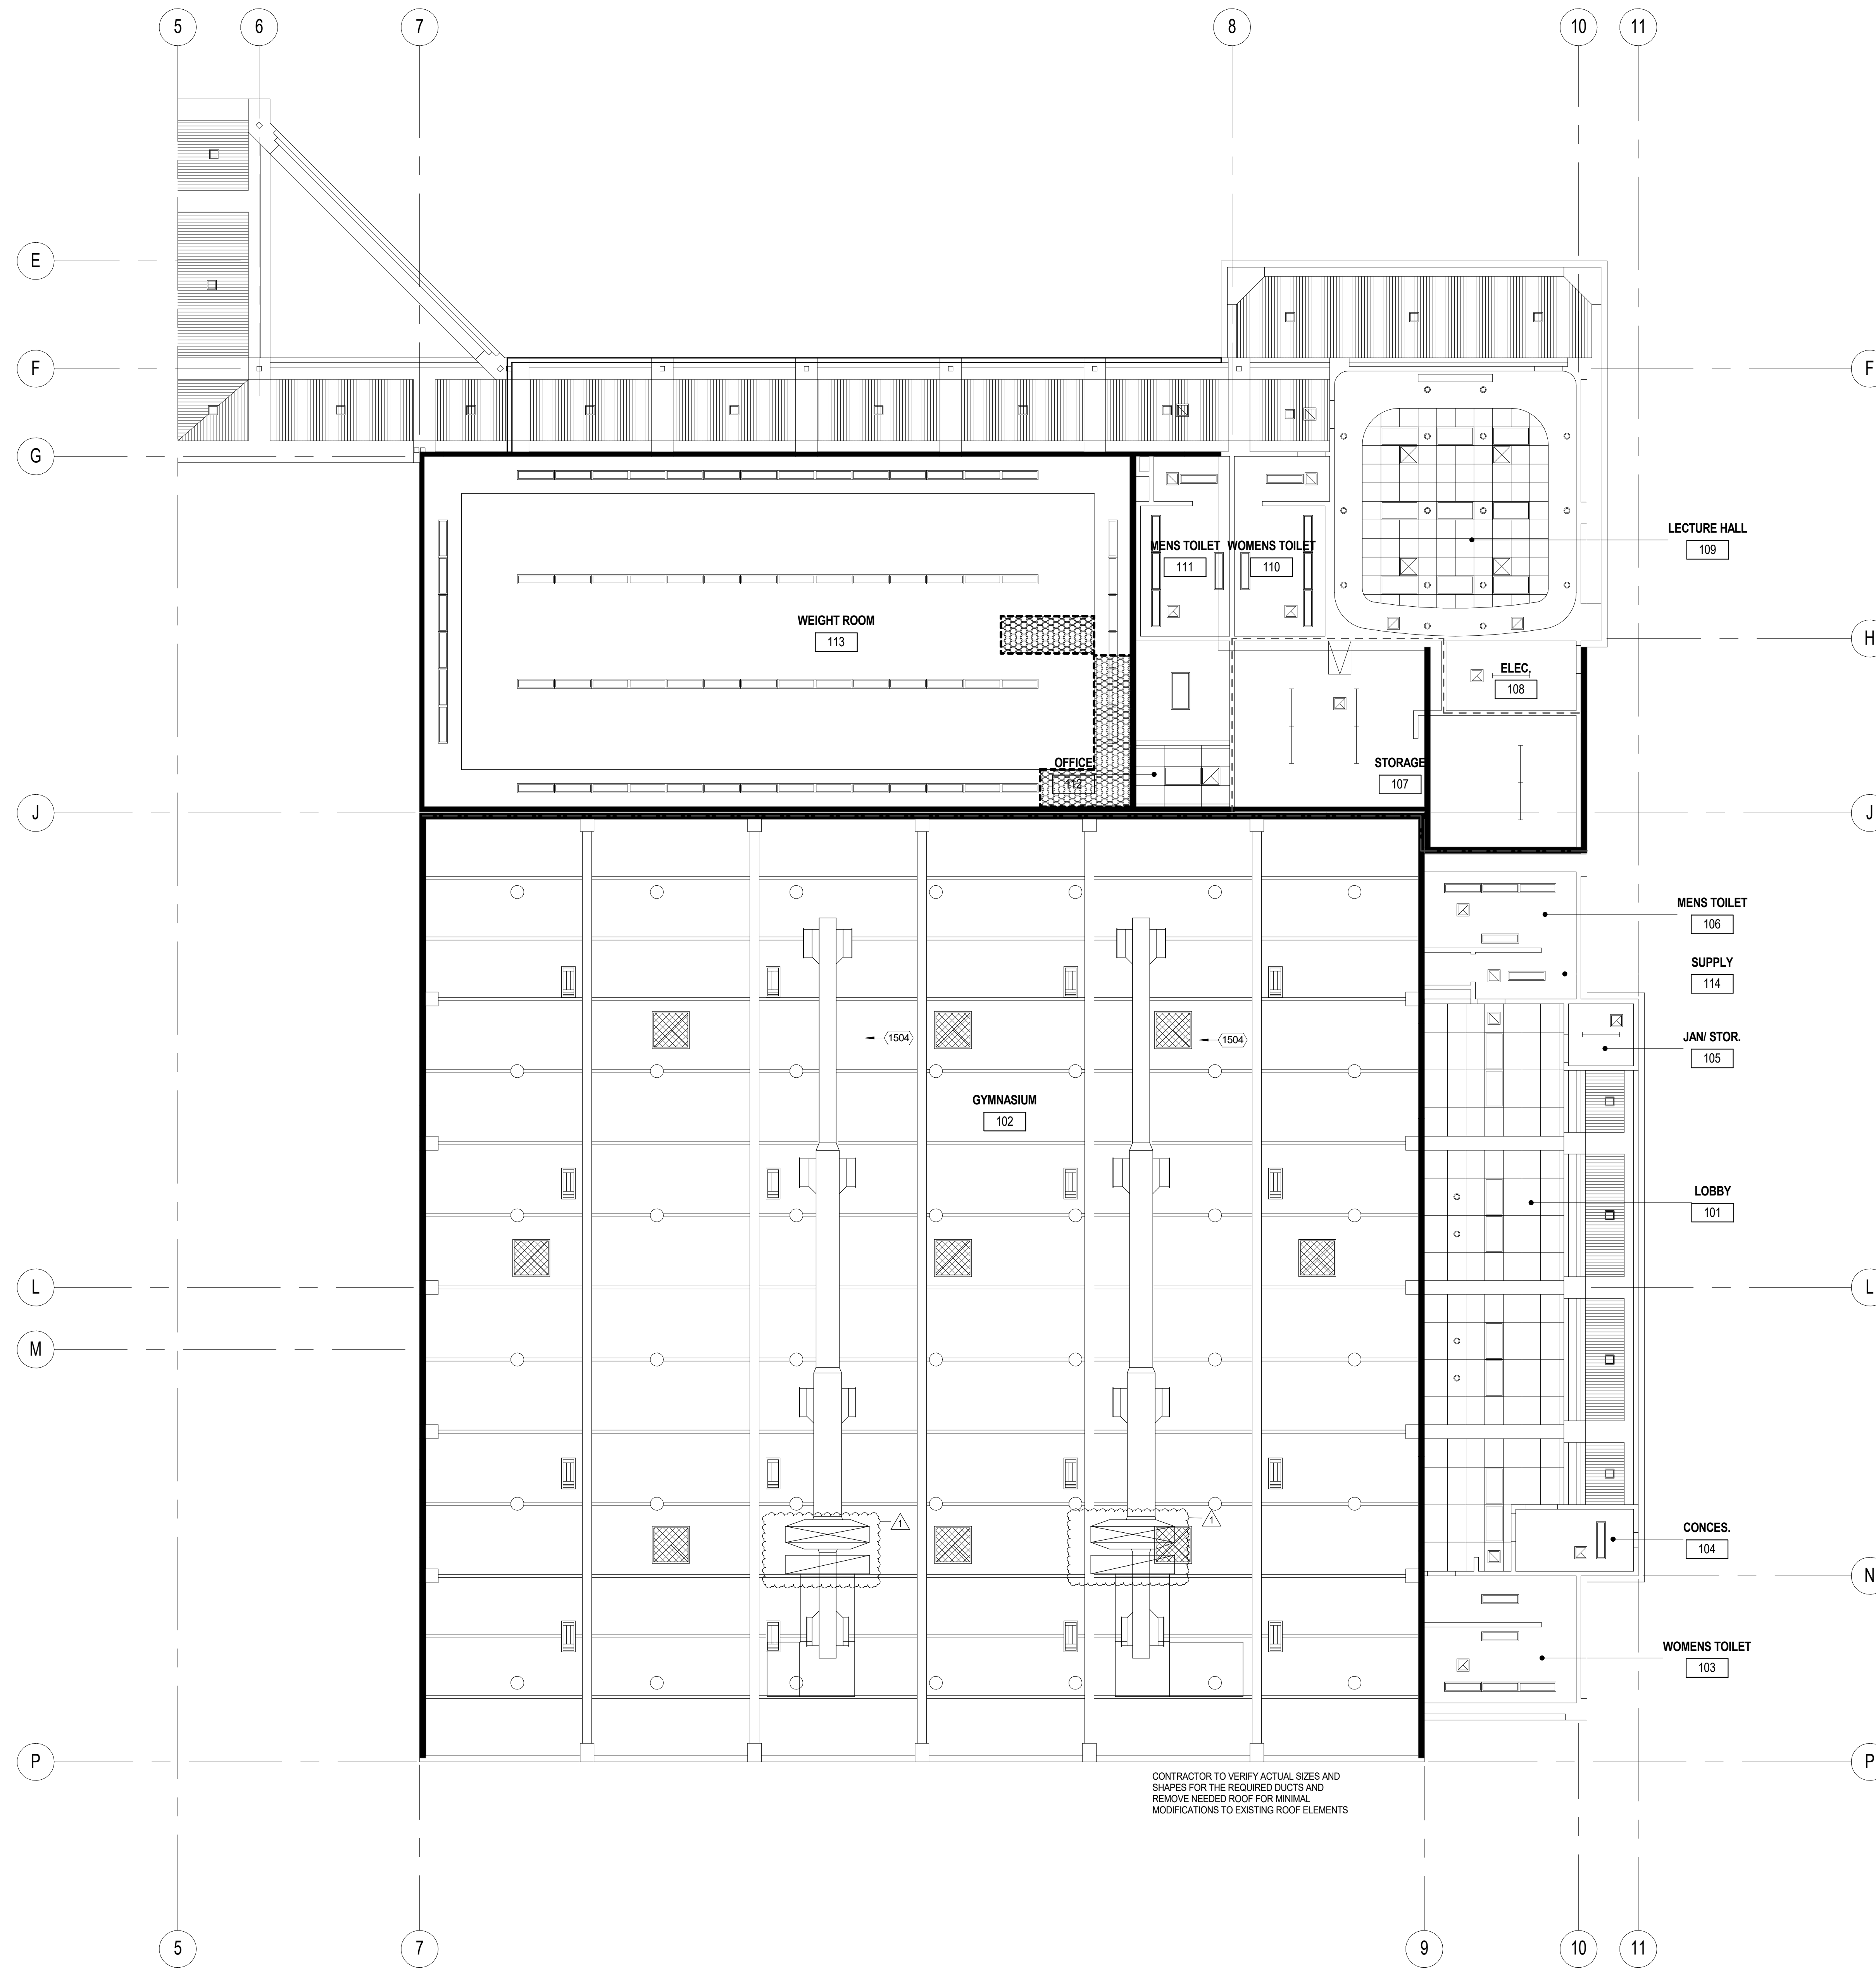 5
6
7
8
10
11
E
F
F
G
LECTURE HALL
109
MENS TOILET
111
WOMENS TOILET
110
WEIGHT ROOM
113
H
ELEC.
108
OFFICE
112
STORAGE
107
J
J
MENS TOILET
106
SUPPLY
114
1504
1504
JAN/ STOR.
105
GYMNASIUM
102
LOBBY
101
L
L
M
1
1
CONCES.
104
N
WOMENS TOILET
103
P
P
CONTRACTOR TO VERIFY ACTUAL SIZES AND
SHAPES FOR THE REQUIRED DUCTS AND
REMOVE NEEDED ROOF FOR MINIMAL
MODIFICATIONS TO EXISTING ROOF ELEMENTS
5
7
9
10
11